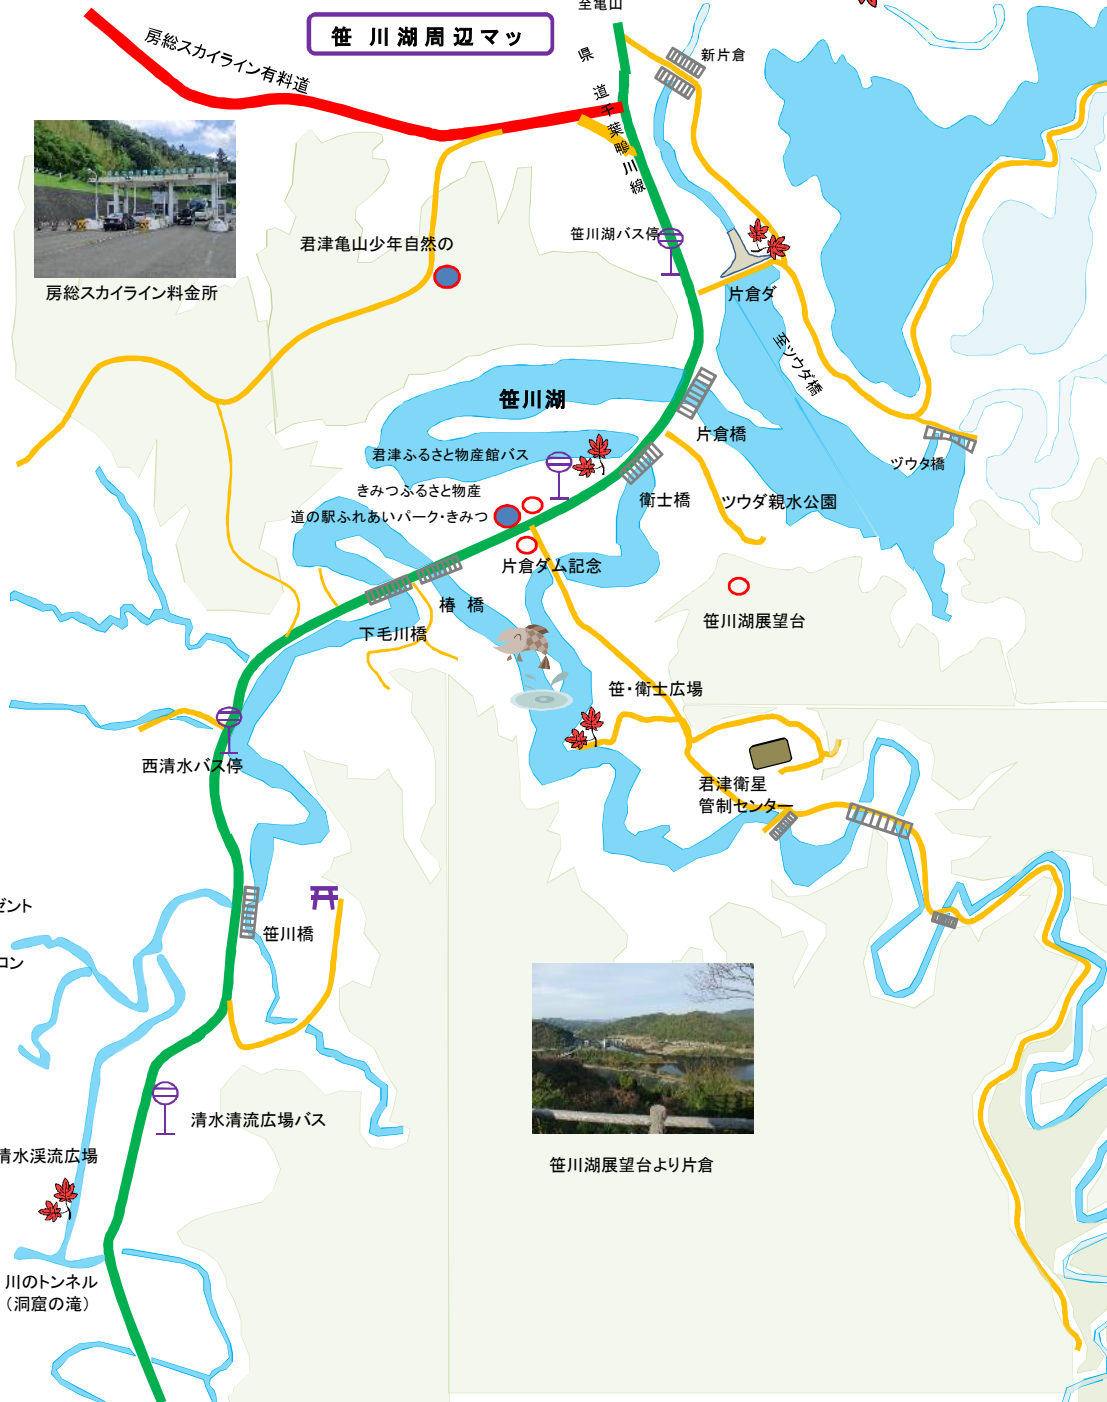 至亀山
笹 川湖周辺マッ
房総スカイライン有料道
県道千葉鴨川線
新片倉
笹川湖バス停
君津亀山少年自然の
房総スカイライン料金所
片倉ダ
至ツウダ橋
笹川湖
片倉橋
君津ふるさと物産館バス
ヅウタ橋
きみつふるさと物産
衛士橋
ツウダ親水公園
道の駅ふれあいパーク・きみつ
片倉ダム記念
椿 橋
笹川湖展望台
下毛川橋
笹・衛士広場
西清水バス停
君津衛星
管制センター
ゼント
笹川橋
コン
清水清流広場バス
清水渓流広場
笹川湖展望台より片倉
川のトンネル
（洞窟の滝）